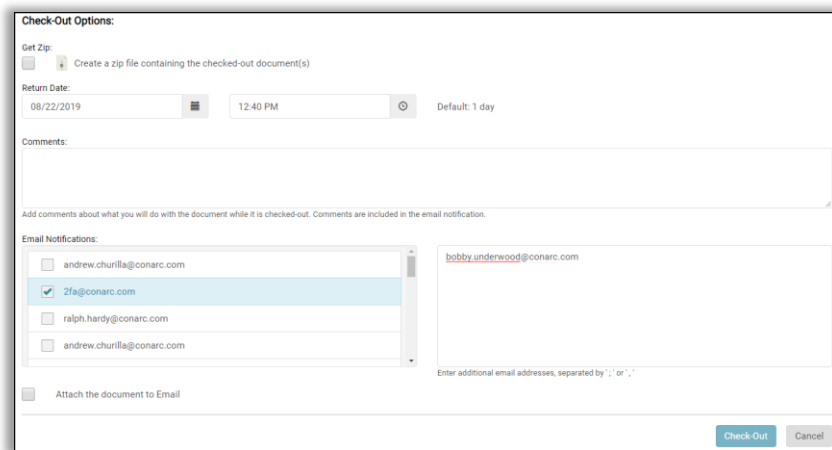 Check-Out Options:
Get Zip:
Create a zip file containing the checked-out document(s)
Return Date:
08/22/2019 12:40 PM Default: 1 day
Comments:
Add comments about what you will do with the document while it is checked-out. Comments are included in the email notification.
Email Notifications:
andrew.churilla@conarc.com
2fa@conarc.com
ralph.hardy@conarc.com
andrew.churilla@conarc.com
bobby.underwood@conarc.com
Enter additional email addresses, separated by ' ; ' or ' , '
Attach the document to Email
Check-Out Cancel